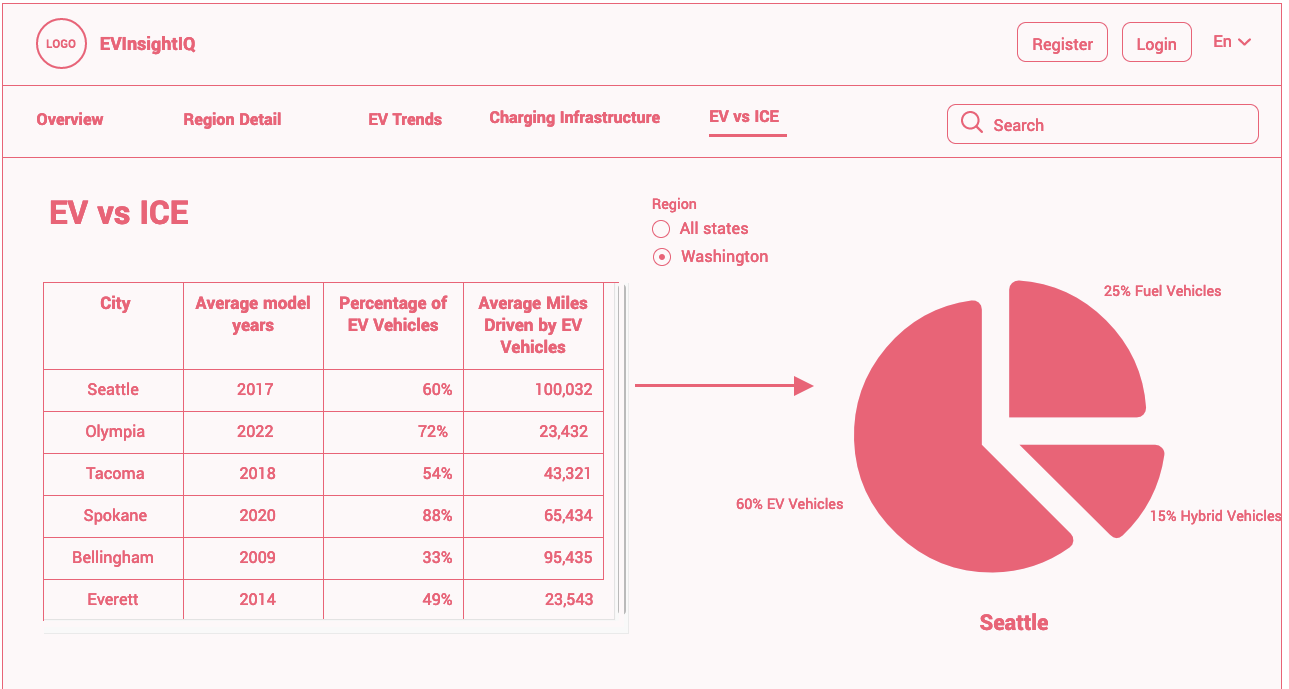 LOGO EVInsightIQ Register Login En
Overview Region Detail EV Trends Charging Infrastructure EV vs ICE Search
EV vs ICE
Region
All states
Washington
City Average model years Percentage of EV Vehicles Average Miles Driven by EV Vehicles
Seattle 2017 60% 100,032
Olympia 2022 72% 23,432
Tacoma 2018 54% 43,321
Spokane 2020 88% 65,434
Bellingham 2009 33% 95,435
Everett 2014 49% 23,543
25% Fuel Vehicles
60% EV Vehicles
15% Hybrid Vehicles
Seattle